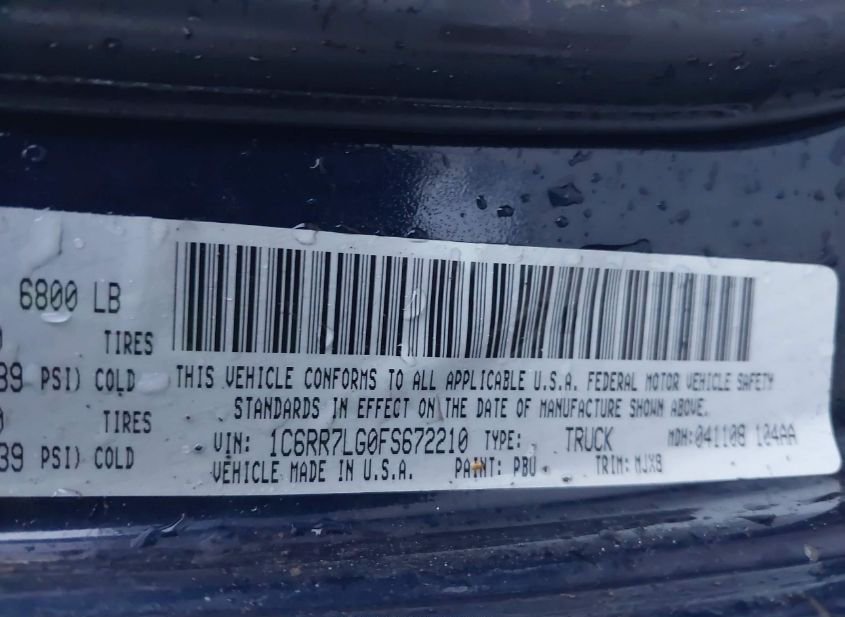 6800 LB
TIRES
39 PSI) COLD
TIRES
39 PSI) COLD
THIS VEHICLE CONFORMS TO ALL APPLICABLE U.S.A. FEDERAL MOTOR VEHICLE SAFETY
STANDARDS IN EFFECT ON THE DATE OF MANUFACTURE SHOWN ABOVE.
VIN: 1C6RR7LG0FS672210 TYPE: TRUCK MDH: 041108 104AA
VEHICLE MADE IN U.S.A. PAINT: PBU TRIM: MJX9